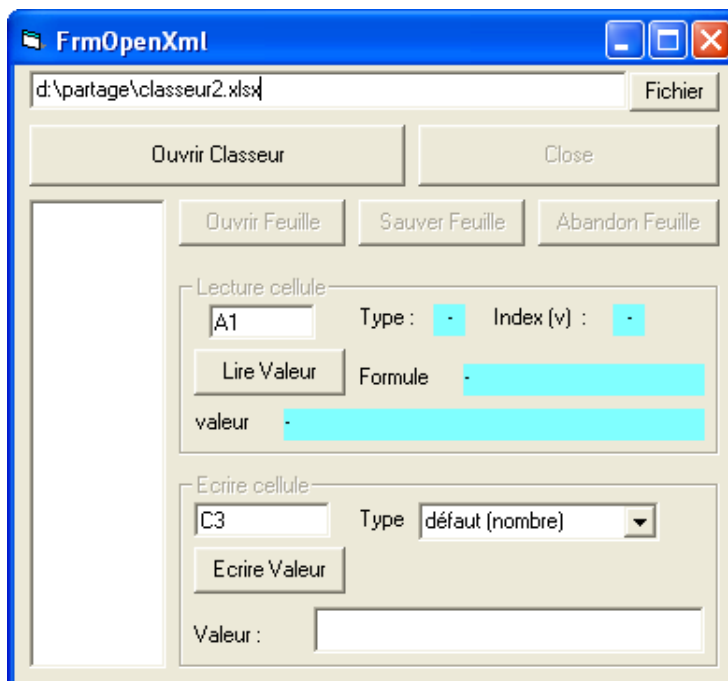 FrmOpenXml
d:\partage\classeur2.xlsx Fichier
Ouvrir Classeur Close
Ouvrir Feuille Sauver Feuille Abandon Feuille
Lecture cellule
A1 Type : - Index (v) : -
Lire Valeur Formule -
valeur -
Ecrire cellule
C3 Type défaut (nombre)
Ecrire Valeur
Valeur :